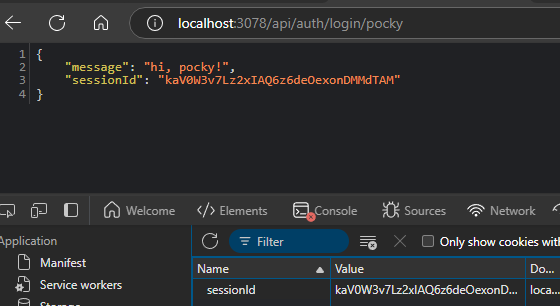 localhost:3078/api/auth/login/pocky
1 {
2 "message": "hi, pocky!",
3 "sessionId": "kaV0W3v7Lz2xIAQ6z6deOexonDMMdTAM"
4 }
Welcome Elements Console Sources Network
Application
Filter Only show cookies with
Manifest
Name Value Do...
Service workers
sessionId kaV0W3v7Lz2xIAQ6z6deOexonD... loca...
Storage